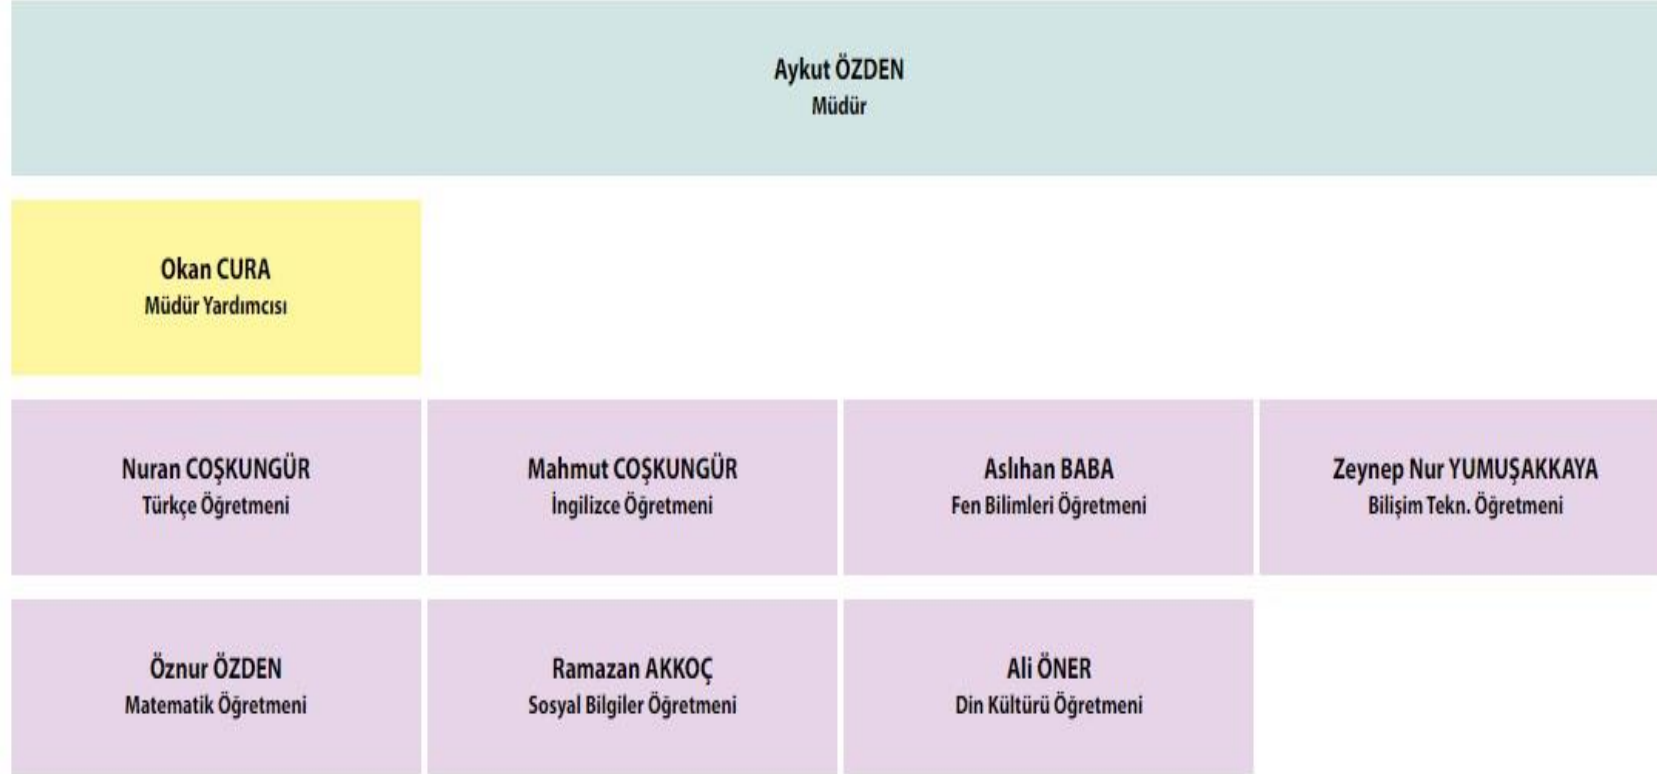 Aykut ÖZDEN
Müdür
Okan CURA
Müdür Yardımcısı
Nuran COŞKUNGÜR
Türkçe Öğretmeni
Mahmut COŞKUNGÜR
İngilizce Öğretmeni
Aslıhan BABA
Fen Bilimleri Öğretmeni
Zeynep Nur YUMUŞAKKAYA
Bilişim Tekn. Öğretmeni
Öznur ÖZDEN
Matematik Öğretmeni
Ramazan AKKOÇ
Sosyal Bilgiler Öğretmeni
Ali ÖNER
Din Kültürü Öğretmeni